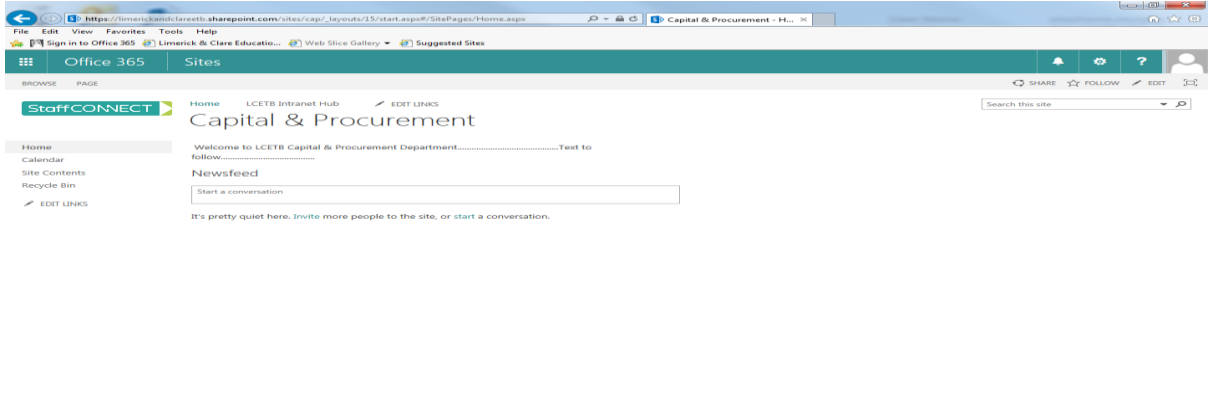 https://limerickandclareetb.sharepoint.com/sites/cap/_layouts/15/start.aspx#/SitePages/Home.aspx
Capital & Procurement - H...
File Edit View Favorites Tools Help
Sign in to Office 365 Limerick & Clare Educatio... Web Slice Gallery Suggested Sites
Office 365 Sites ?
BROWSE PAGE SHARE FOLLOW EDIT
StaffCONNECT Home LCETB Intranet Hub EDIT LINKS Search this site
Capital & Procurement
Home
Calendar
Site Contents
Recycle Bin
EDIT LINKS
Welcome to LCETB Capital & Procurement Department..........................................Text to
follow.......................................
Newsfeed
Start a conversation
It's pretty quiet here. Invite more people to the site, or start a conversation.